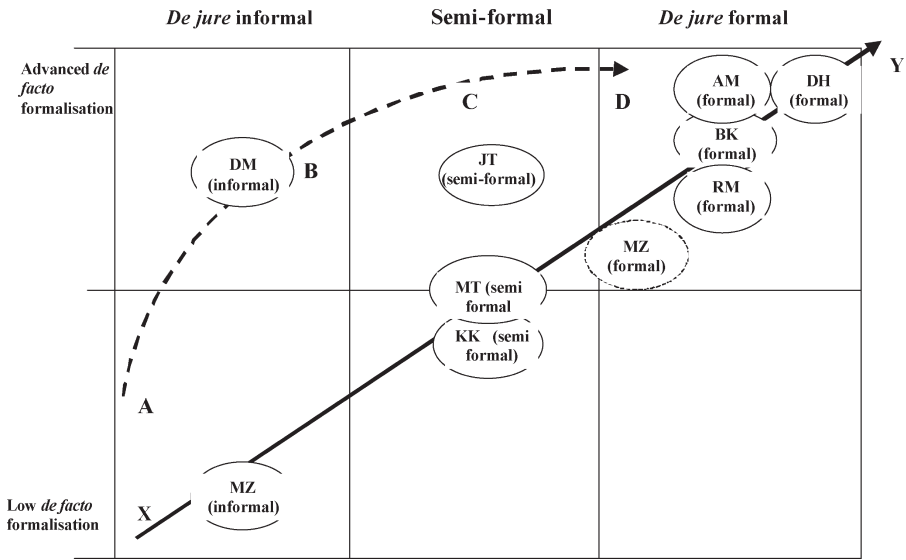 De jure informal
Semi-formal
De jure formal
Advanced de
facto
formalisation
Y
AM
(formal)
DH
(formal)
C
D
BK
(formal)
DM
(informal)
B
JT
(semi-formal)
RM
(formal)
MZ
(formal)
MT (semi
formal
KK (semi
formal)
A
MZ
(informal)
Low de facto
formalisation
X